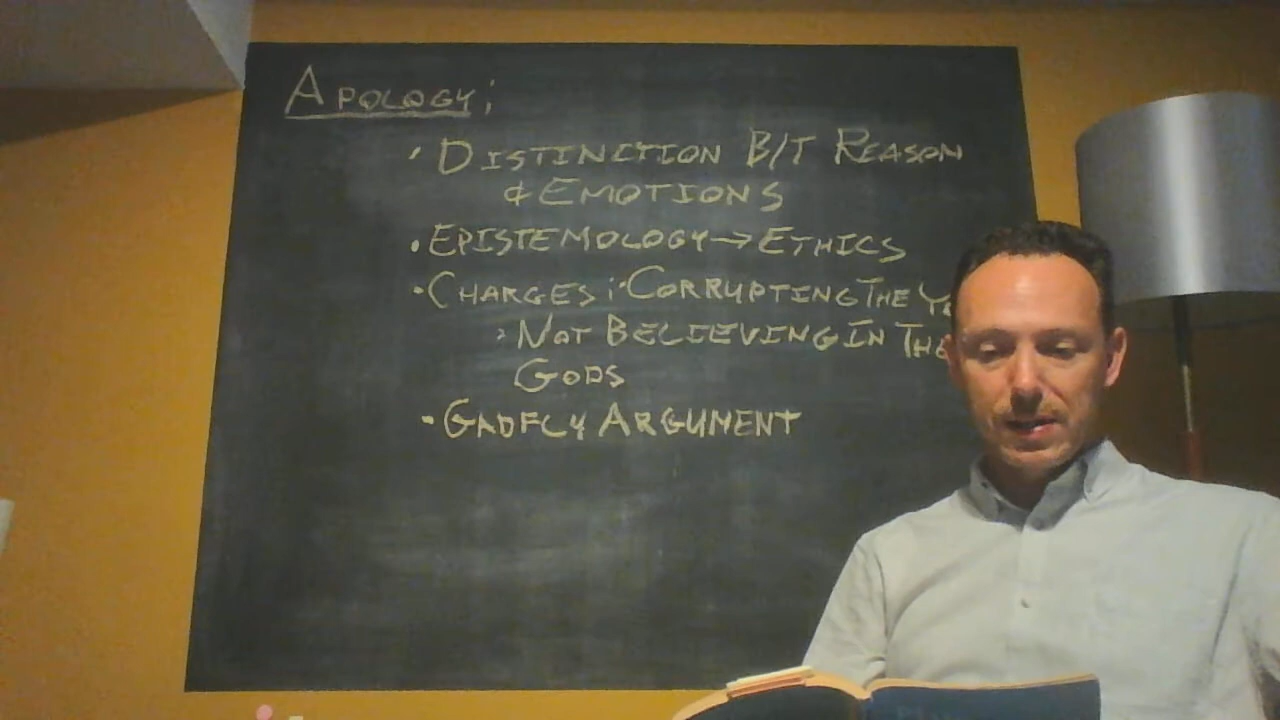 APOLOGY:
• DISTINCTION B/T REASON
& EMOTIONS
• EPISTEMOLOGY → ETHICS
• CHARGES: • CORRUPTING THE
• NOT BELIEVING IN THE
GODS
• GADFLY ARGUMENT